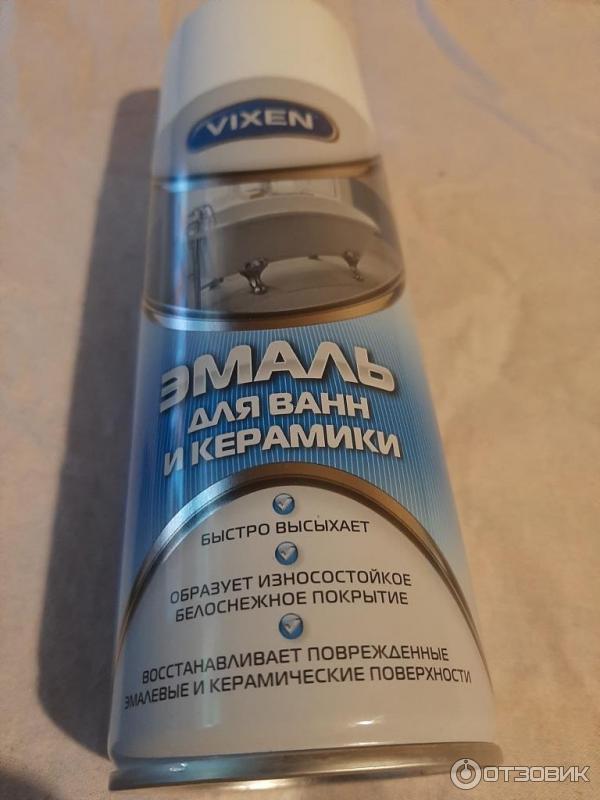 VIXEN
ЭМАЛЬ
ДЛЯ ВАНН
И КЕРАМИКИ
БЫСТРО ВЫСЫХАЕТ
ОБРАЗУЕТ ИЗНОСОСТОЙКОЕ
БЕЛОСНЕЖНОЕ ПОКРЫТИЕ
ВОССТАНАВЛИВАЕТ ПОВРЕЖДЕННЫЕ
ЭМАЛЕВЫЕ И КЕРАМИЧЕСКИЕ ПОВЕРХНОСТИ
ОТЗОВИК